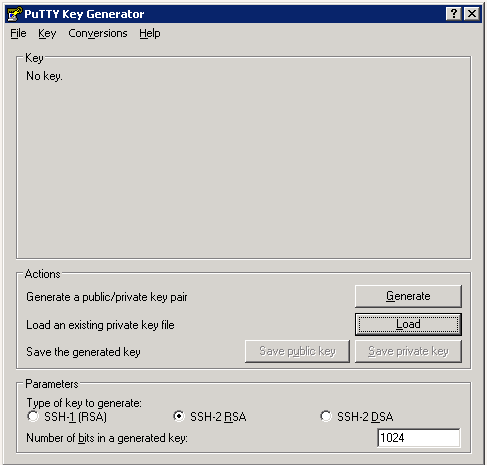 PuTTY Key Generator
File Key Conversions Help
Key
No key.
Actions
Generate a public/private key pair Generate
Load an existing private key file Load
Save the generated key Save public key Save private key
Parameters
Type of key to generate:
SSH-1 (RSA) SSH-2 RSA SSH-2 DSA
Number of bits in a generated key: 1024